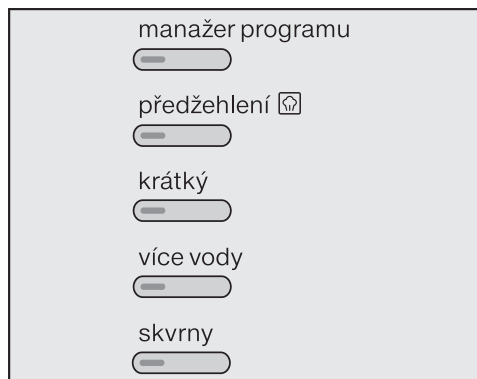 manažer programu
předžehlení
krátký
více vody
skvrny